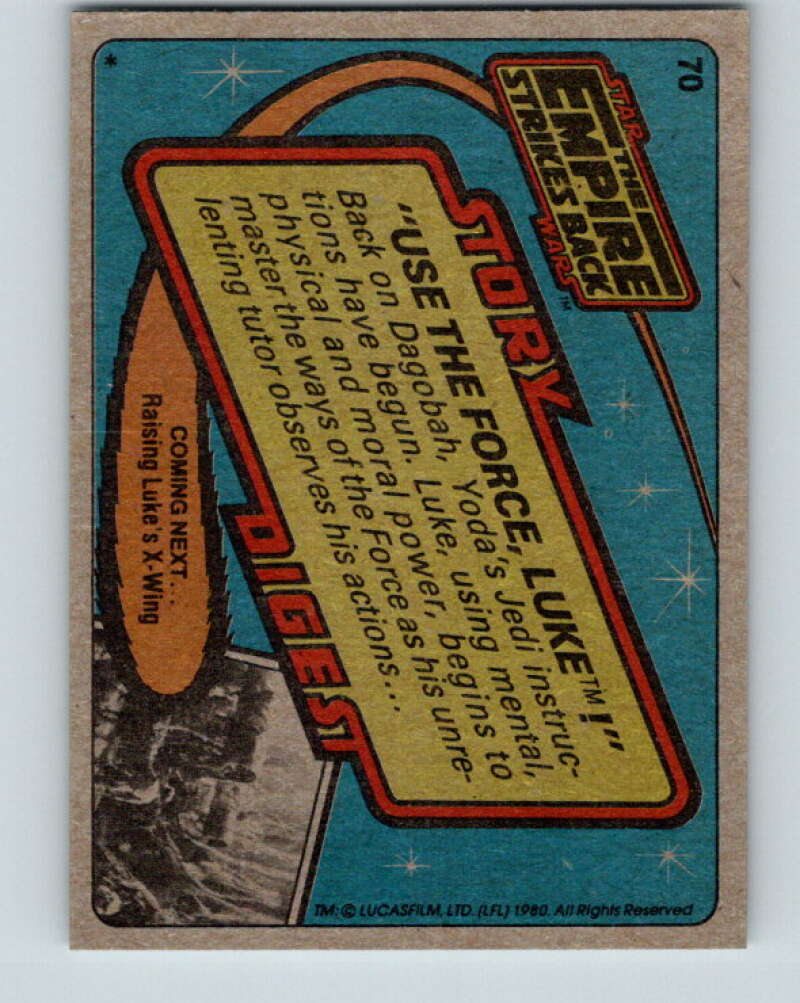 70
STAR
THE
EMPIRE
STRIKES BACK
WARS™
STORY
"USE THE FORCE, LUKE™!"
Back on Dagobah, Yoda's Jedi instruc-
tions have begun. Luke, using mental,
physical and moral power, begins to
master the ways of the Force as his unre-
lenting tutor observes his actions...
DIGEST
COMING NEXT...
Raising Luke's X-Wing
*
TM: © LUCASFILM, LTD. (LFL) 1980. All Rights Reserved